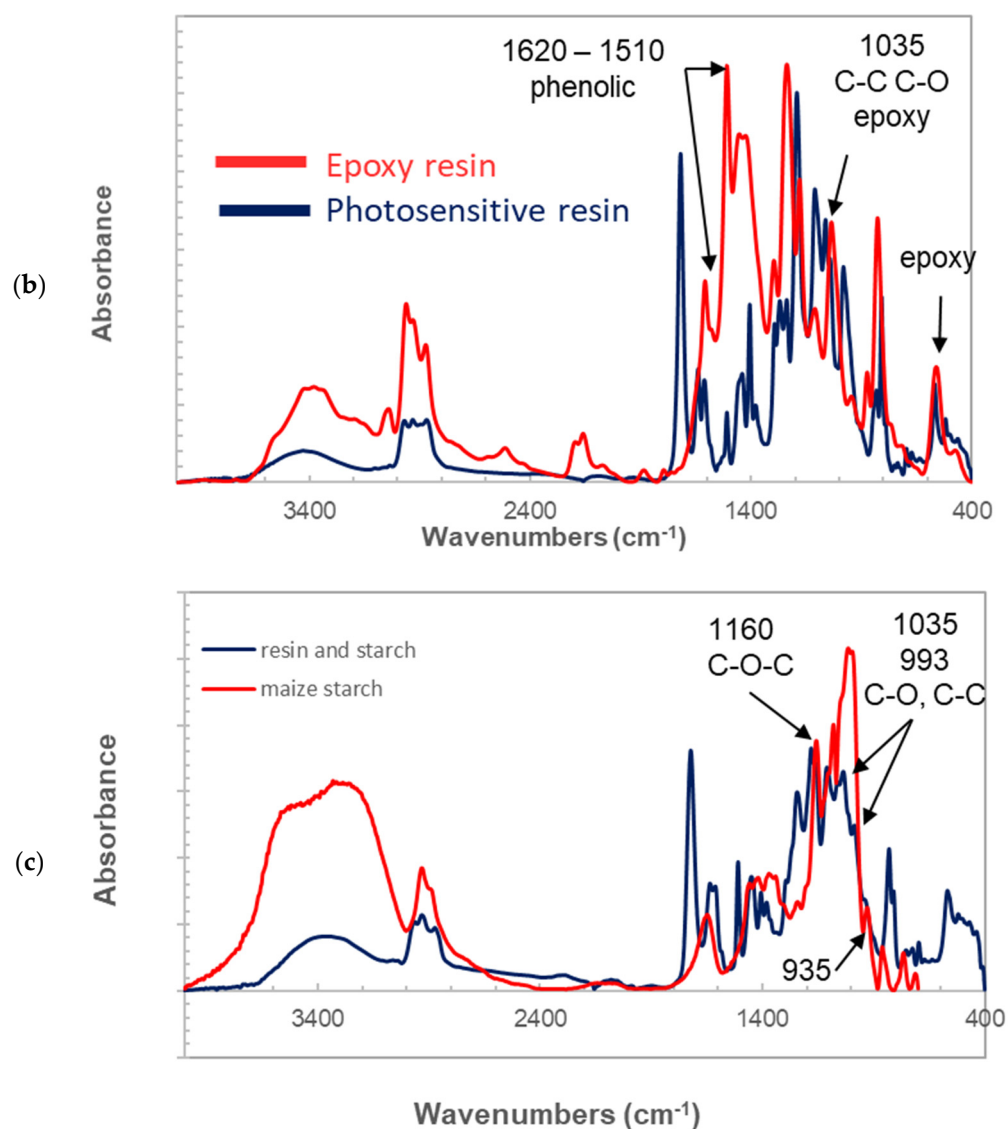 (b)
Absorbance
1620 – 1510
phenolic
1035
C-C C-O
epoxy
epoxy
Epoxy resin
Photosensitive resin
3400
2400
1400
400
Wavenumbers (cm⁻¹)
(c)
Absorbance
resin and starch
maize starch
1160
C-O-C
1035
993
C-O, C-C
935
3400
2400
1400
400
Wavenumbers (cm⁻¹)